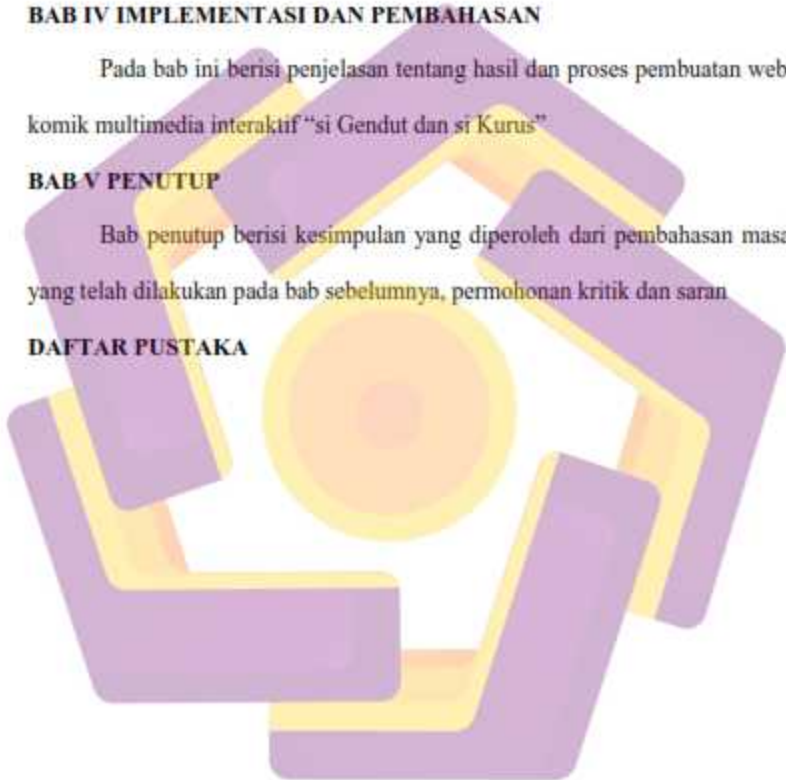 BAB IV IMPLEMENTASI DAN PEMBAHASAN
Pada bab ini berisi penjelasan tentang hasil dan proses pembuatan web
komik multimedia interaktif “si Gendut dan si Kurus”
BAB V PENUTUP
Bab penutup berisi kesimpulan yang diperoleh dari pembahasan masa
yang telah dilakukan pada bab sebelumnya, permohonan kritik dan saran
DAFTAR PUSTAKA